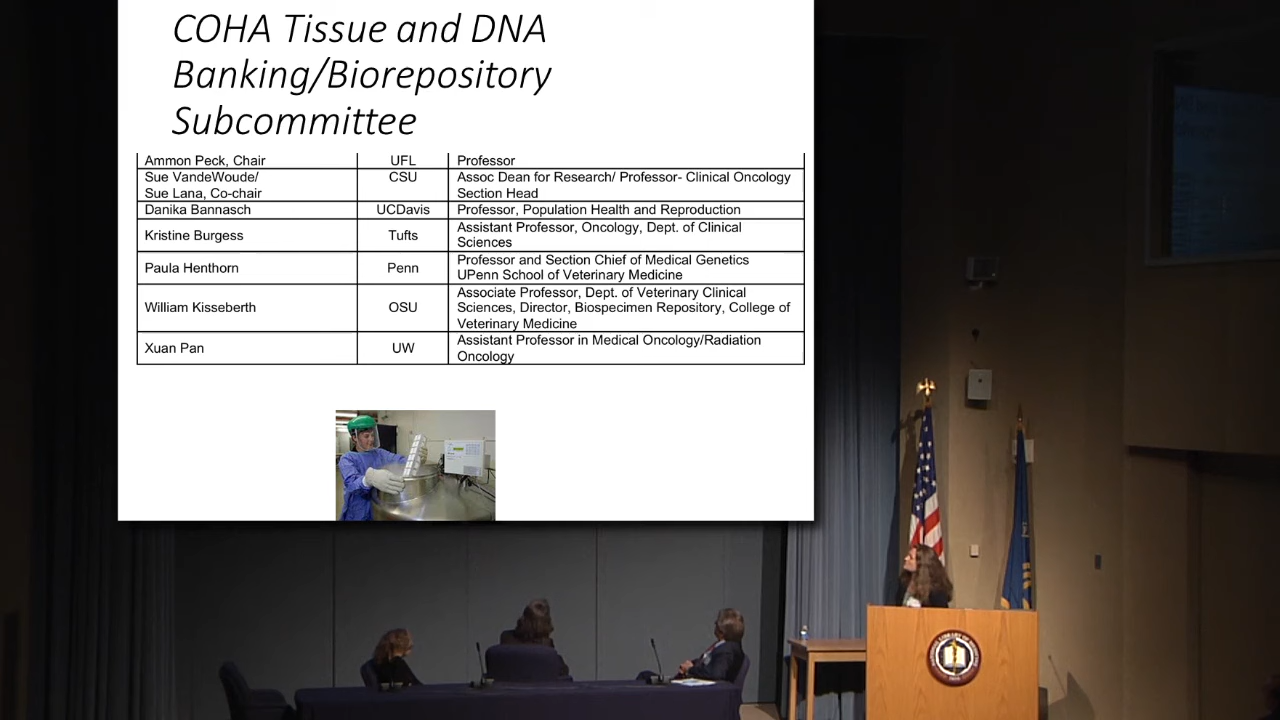 COHA Tissue and DNA
Banking/Biorepository
Subcommittee
Ammon Peck, Chair UFL Professor
Sue VandeWoude/ CSU Assoc Dean for Research/ Professor- Clinical Oncology
Sue Lana, Co-chair Section Head
Danika Bannasch UCDavis Professor, Population Health and Reproduction
Kristine Burgess Tufts Assistant Professor, Oncology, Dept. of Clinical
Sciences
Paula Henthorn Penn Professor and Section Chief of Medical Genetics
UPenn School of Veterinary Medicine
William Kisseberth OSU Associate Professor, Dept. of Veterinary Clinical
Sciences, Director, Biospecimen Repository, College of
Veterinary Medicine
Xuan Pan UW Assistant Professor in Medical Oncology/Radiation
Oncology